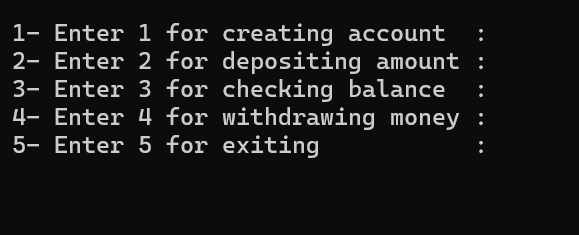 1- Enter 1 for creating account  :
2- Enter 2 for depositing amount :
3- Enter 3 for checking balance  :
4- Enter 4 for withdrawing money :
5- Enter 5 for exiting           :